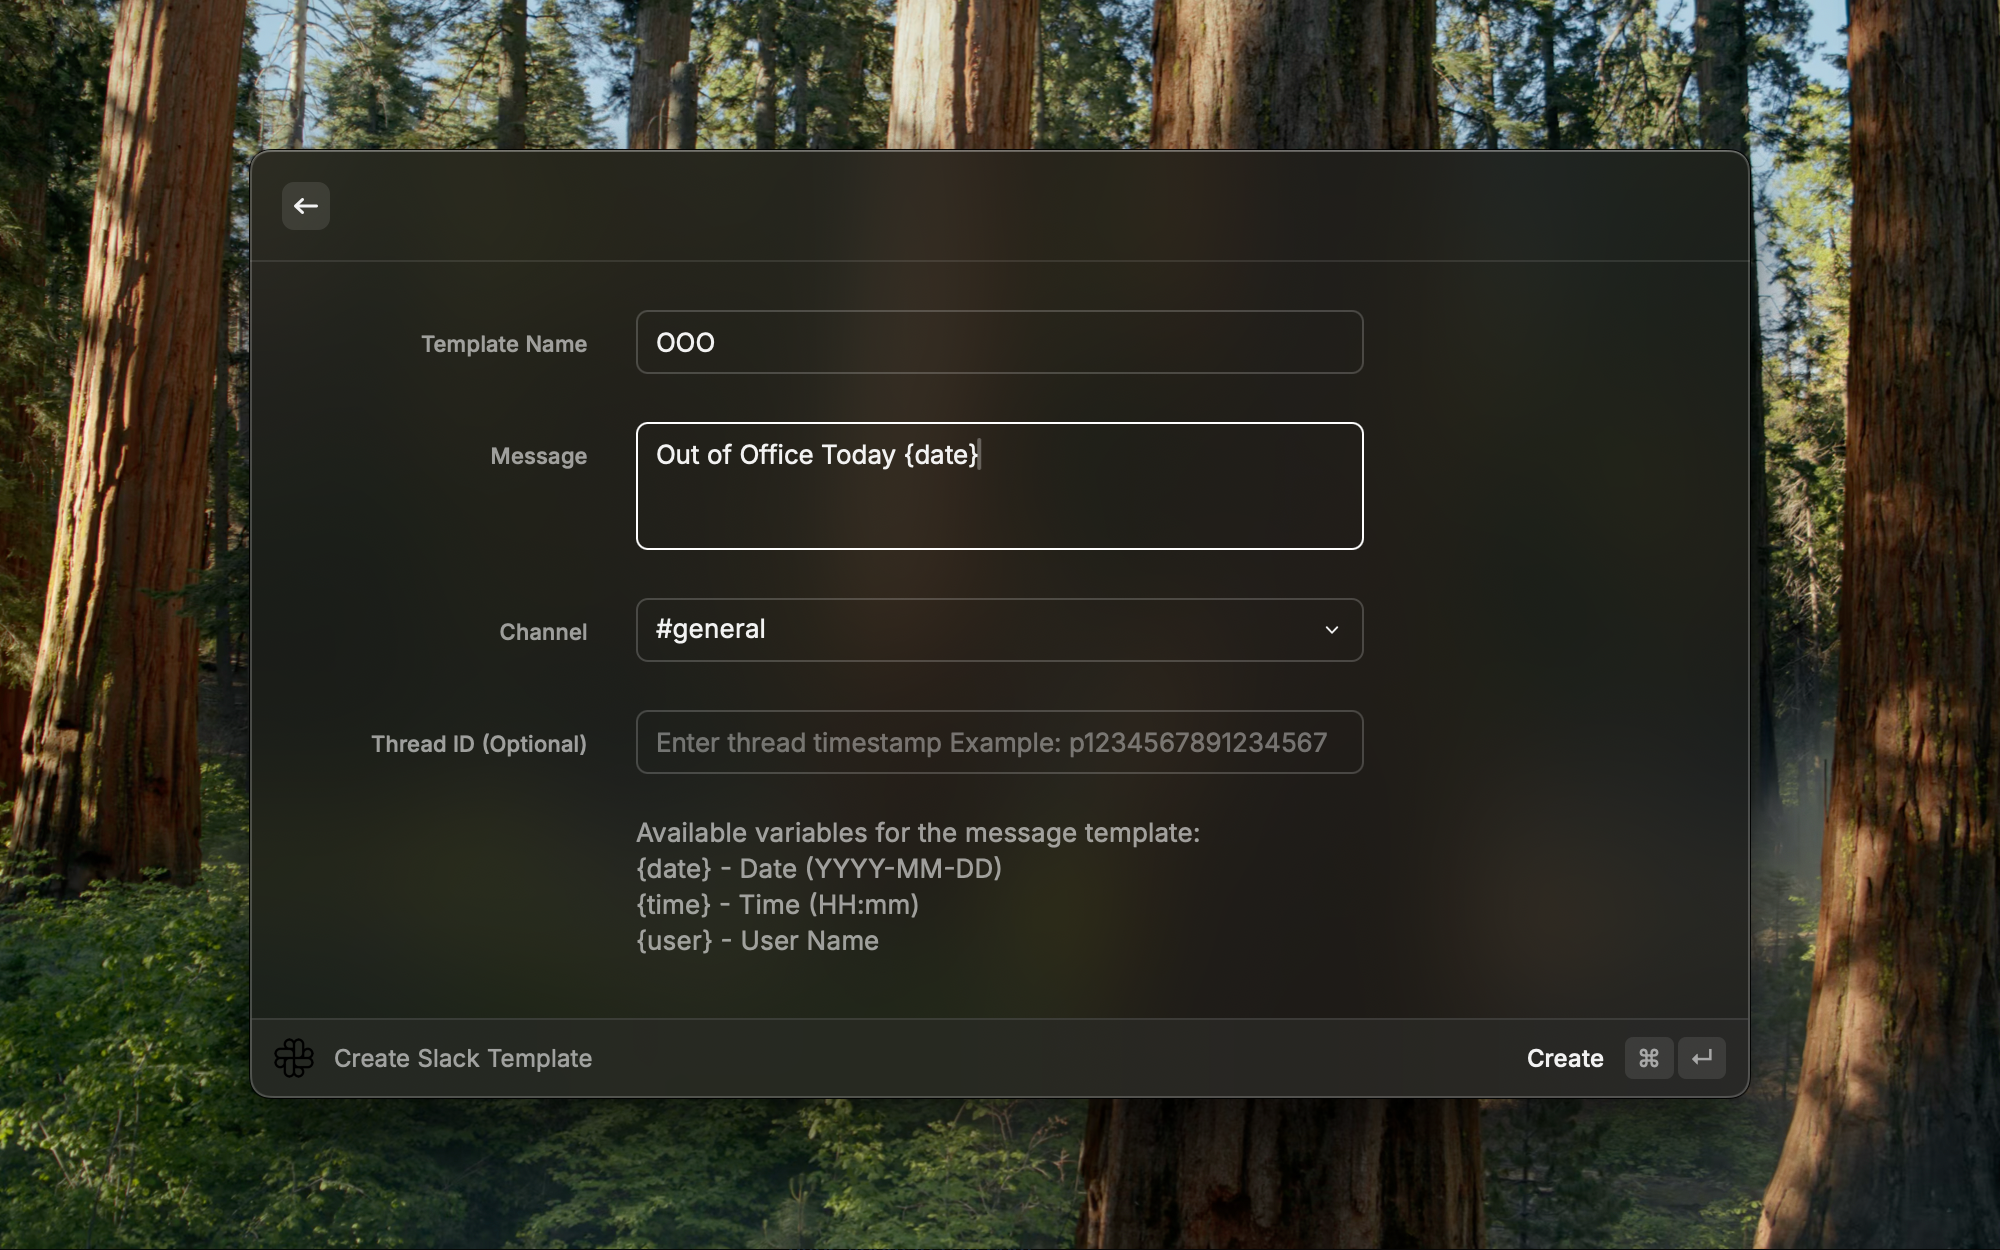 Template Name
OOO
Message
Out of Office Today {date}
Channel
#general
Thread ID (Optional)
Enter thread timestamp Example: p1234567891234567
Available variables for the message template:
{date} - Date (YYYY-MM-DD)
{time} - Time (HH:mm)
{user} - User Name
Create Slack Template
Create ⌘ ↵